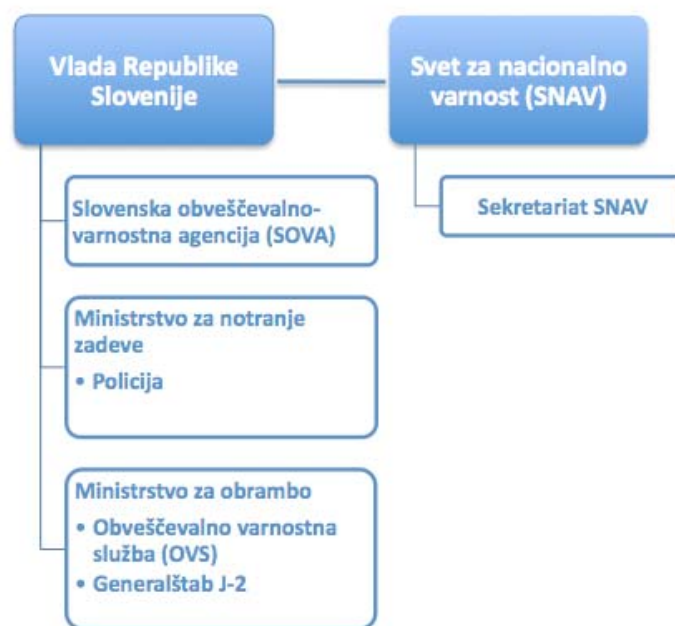 Vlada Republike
Slovenije
Svet za nacionalno
varnost (SNAV)
Slovenska obveščevalno-
varnostna agencija (SOVA)
Sekretariat SNAV
Ministrstvo za notranje
zadeve
• Policija
Ministrstvo za obrambo
• Obveščevalno varnostna
služba (OVS)
• Generalštab J-2